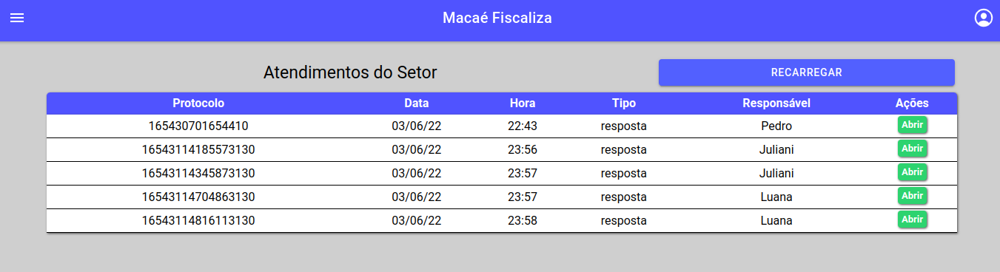 Macaé Fiscaliza
Atendimentos do Setor RECARREGAR
Protocolo Data Hora Tipo Responsável Ações
165430701654410 03/06/22 22:43 resposta Pedro Abrir
16543114185573130 03/06/22 23:56 resposta Juliani Abrir
16543114345873130 03/06/22 23:57 resposta Juliani Abrir
16543114704863130 03/06/22 23:57 resposta Luana Abrir
16543114816113130 03/06/22 23:58 resposta Luana Abrir